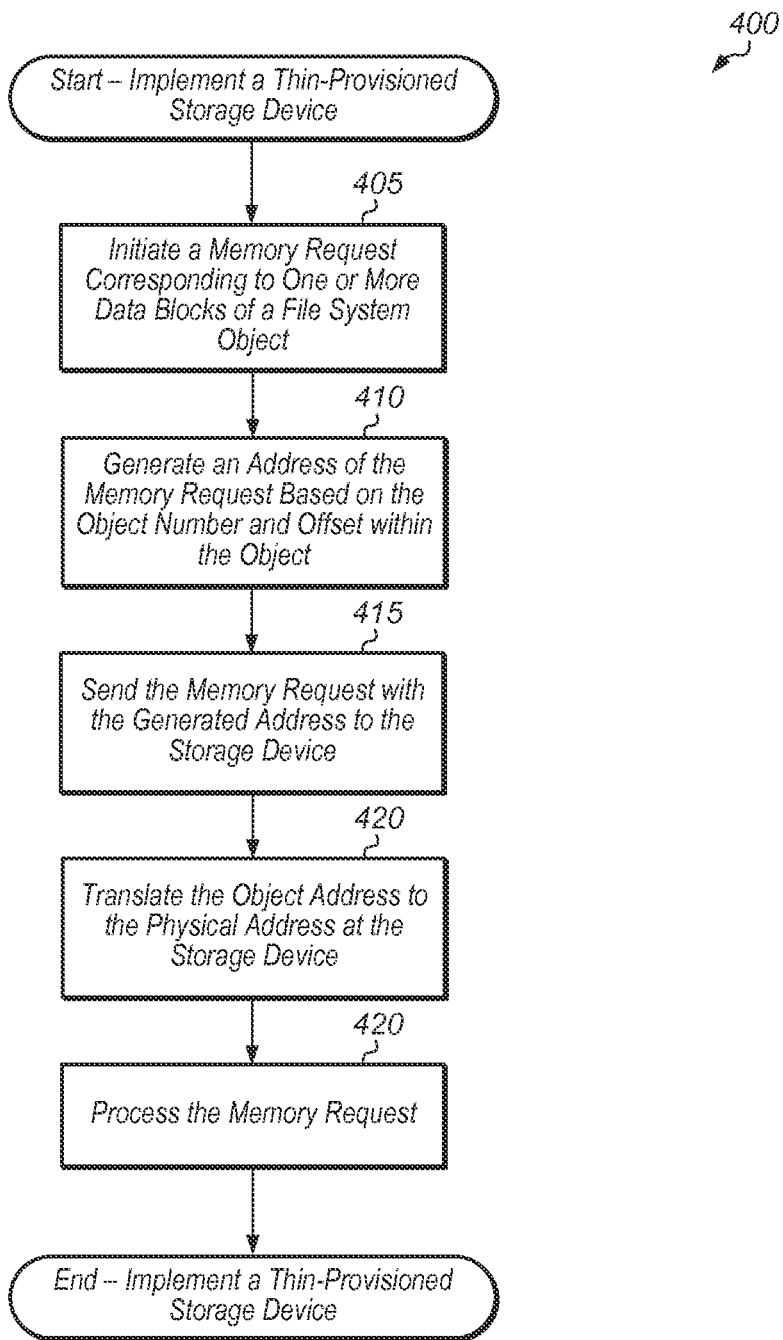 400
Start – Implement a Thin-Provisioned
Storage Device
405
Initiate a Memory Request
Corresponding to One or More
Data Blocks of a File System
Object
410
Generate an Address of the
Memory Request Based on the
Object Number and Offset within
the Object
415
Send the Memory Request with
the Generated Address to the
Storage Device
420
Translate the Object Address to
the Physical Address at the
Storage Device
420
Process the Memory Request
End – Implement a Thin-Provisioned
Storage Device